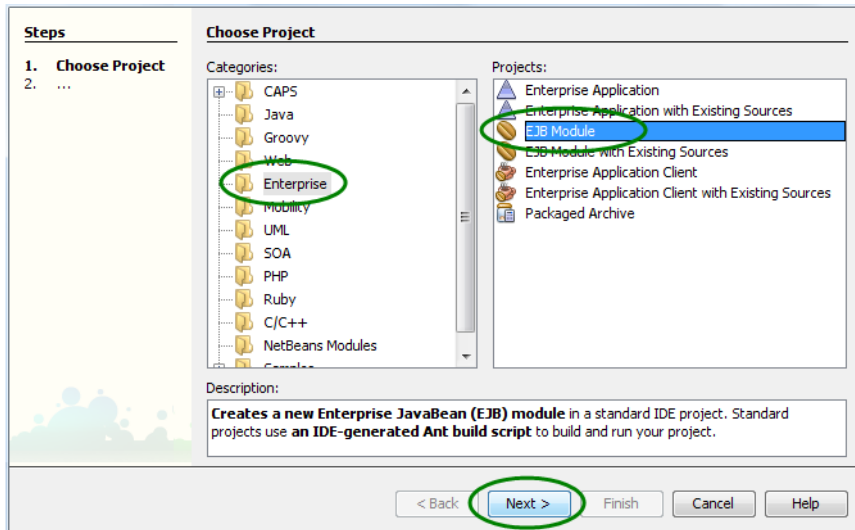 Steps
1. Choose Project
2. ...
Choose Project
Categories:
CAPS
Java
Groovy
Web
Enterprise
Mobility
UML
SOA
PHP
Ruby
C/C++
NetBeans Modules
Samples
Projects:
Enterprise Application
Enterprise Application with Existing Sources
EJB Module
EJB Module with Existing Sources
Enterprise Application Client
Enterprise Application Client with Existing Sources
Packaged Archive
Description:
Creates a new Enterprise JavaBean (EJB) module in a standard IDE project. Standard
projects use an IDE-generated Ant build script to build and run your project.
< Back
Next >
Finish
Cancel
Help